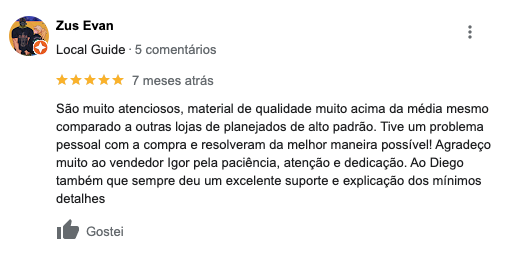 Zus Evan
Local Guide · 5 comentários
7 meses atrás
São muito atenciosos, material de qualidade muito acima da média mesmo
comparado a outras lojas de planejados de alto padrão. Tive um problema
pessoal com a compra e resolveram da melhor maneira possível! Agradeço
muito ao vendedor Igor pela paciência, atenção e dedicação. Ao Diego
também que sempre deu um excelente suporte e explicação dos mínimos
detalhes
Gostei